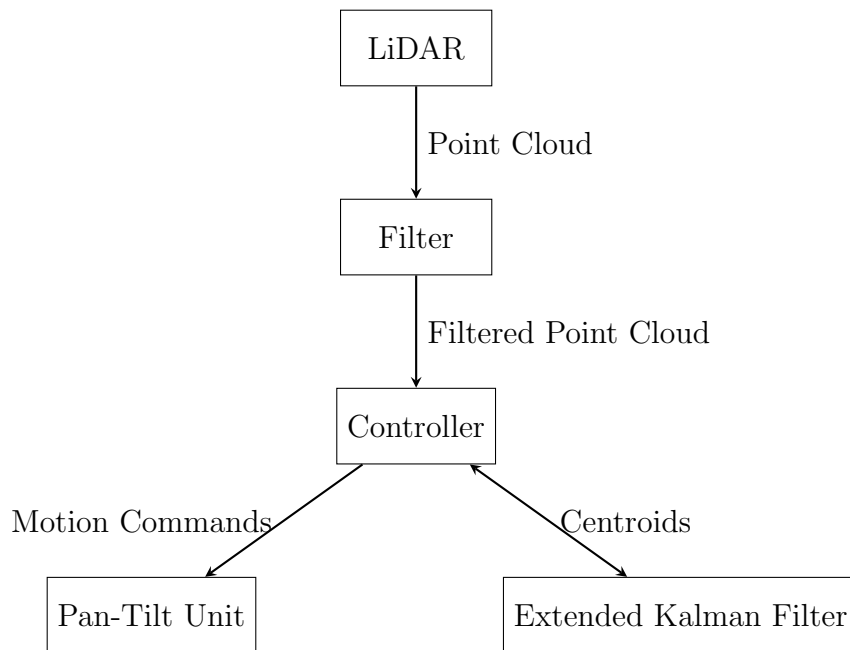 LiDAR
Point Cloud
Filter
Filtered Point Cloud
Controller
Motion Commands
Centroids
Pan-Tilt Unit
Extended Kalman Filter